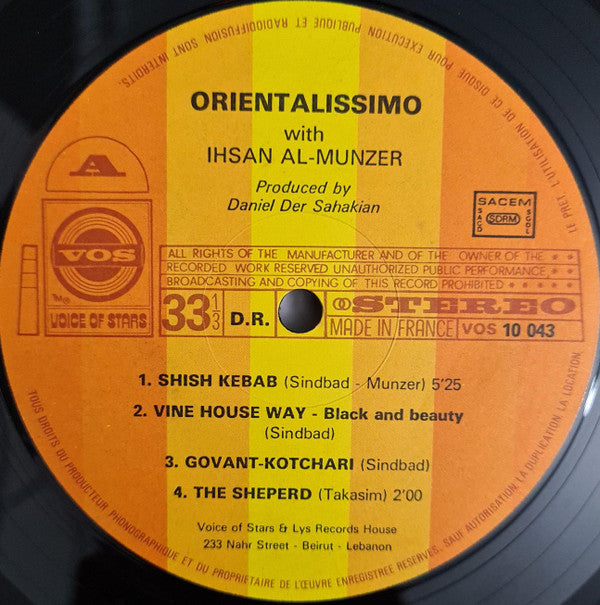 ORIENTALISSIMO
with
IHSAN AL-MUNZER
Produced by
Daniel Der Sahakian
A
SACEM
SACD
SDRM
SGDL
VOS
TM
VOICE OF STARS
ALL RIGHTS OF THE MANUFACTURER AND OF THE OWNER OF THE * *
RECORDED WORK RESERVED UNAUTHORIZED PUBLIC PERFORMANCE, * *
BROADCASTING AND COPYING OF THIS RECORD PROHIBITED * * * * *
33 1/3
D.R.
STEREO
MADE IN FRANCE
VOS 10 043
1. SHISH KEBAB (Sindbad - Munzer) 5'25
2. VINE HOUSE WAY - Black and beauty
(Sindbad)
3. GOVANT-KOTCHARI (Sindbad)
4. THE SHEPERD (Takasim) 2'00
Voice of Stars & Lys Records House
233 Nahr Street - Beirut - Lebanon
TOUS DROITS DU PRODUCTEUR PHONOGRAPHIQUE ET DU PROPRIETAIRE DE L'ŒUVRE ENREGISTREE RESERVES. SAUF AUTORISATION, LA DUPLICATION, LA LOCATION, LE PRET, L'UTILISATION DE CE DISQUE POUR EXECUTION PUBLIQUE ET RADIODIFFUSION SONT INTERDITS.